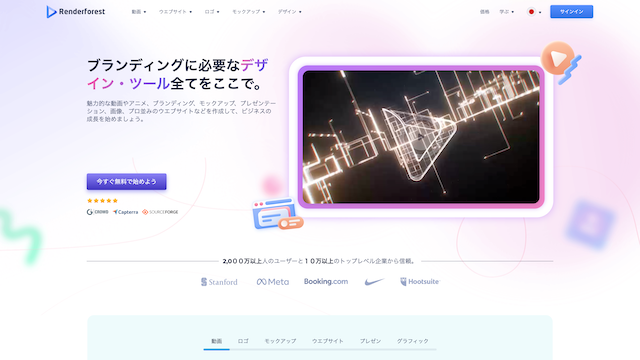 Renderforest 動画 ウエブサイト ロゴ モックアップ デザイン 価格 学ぶ サインイン
ブランディングに必要なデザ
イン・ツール全てをここで。
魅力的な動画やアニメ、ブランディング、モックアップ、プレゼンテー
ション、画像、プロ並みのウエブサイトなどを作成して、ビジネスの
成長を始めましょう。
今すぐ無料で始めよう
CROWD Capterra SOURCEFORGE
2,000万以上人のユーザーと１０万以上のトップレベル企業から信頼。
Stanford Meta Booking.com Hootsuite
動画 ロゴ モックアップ ウエブサイト プレゼン グラフィック